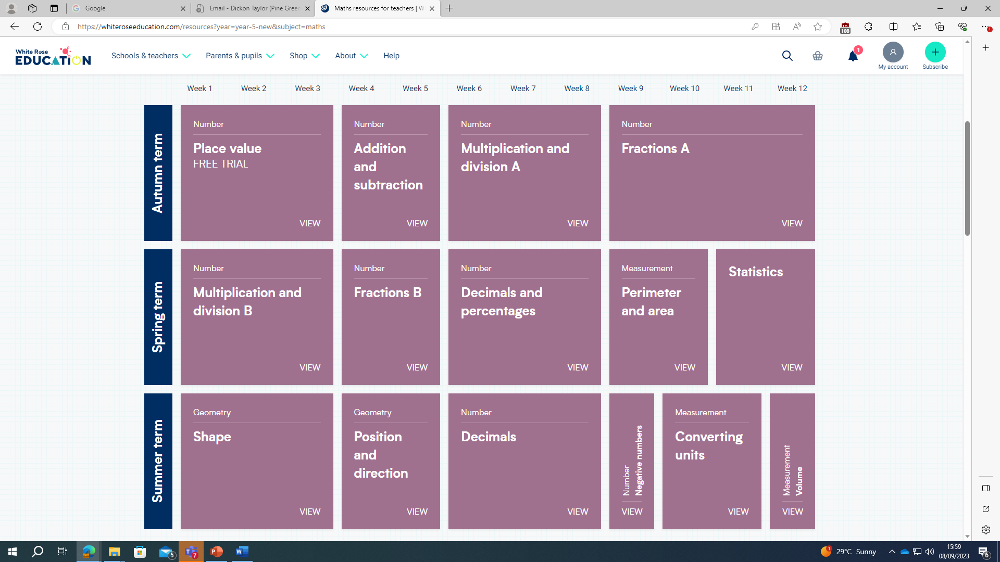 Google
Email - Dickon Taylor (Pine Green
Maths resources for teachers | W
https://whiteroseeducation.com/resources?year=year-5-new&subject=maths
108
White Rose
EDUCATION
Schools & teachers
Parents & pupils
Shop
About
Help
1
My account
Subscribe
Week 1 Week 2 Week 3 Week 4 Week 5 Week 6 Week 7 Week 8 Week 9 Week 10 Week 11 Week 12
Autumn term
Number
Place value
FREE TRIAL
VIEW
Number
Addition
and
subtraction
VIEW
Number
Multiplication and
division A
VIEW
Number
Fractions A
VIEW
Spring term
Number
Multiplication and
division B
VIEW
Number
Fractions B
VIEW
Number
Decimals and
percentages
VIEW
Measurement
Perimeter
and area
VIEW
Statistics
VIEW
Summer term
Geometry
Shape
VIEW
Geometry
Position
and
direction
VIEW
Number
Decimals
VIEW
Number
Negative numbers
VIEW
Measurement
Converting
units
VIEW
Measurement
Volume
VIEW
5
7
1
29°C Sunny
15:59
08/09/2023
6